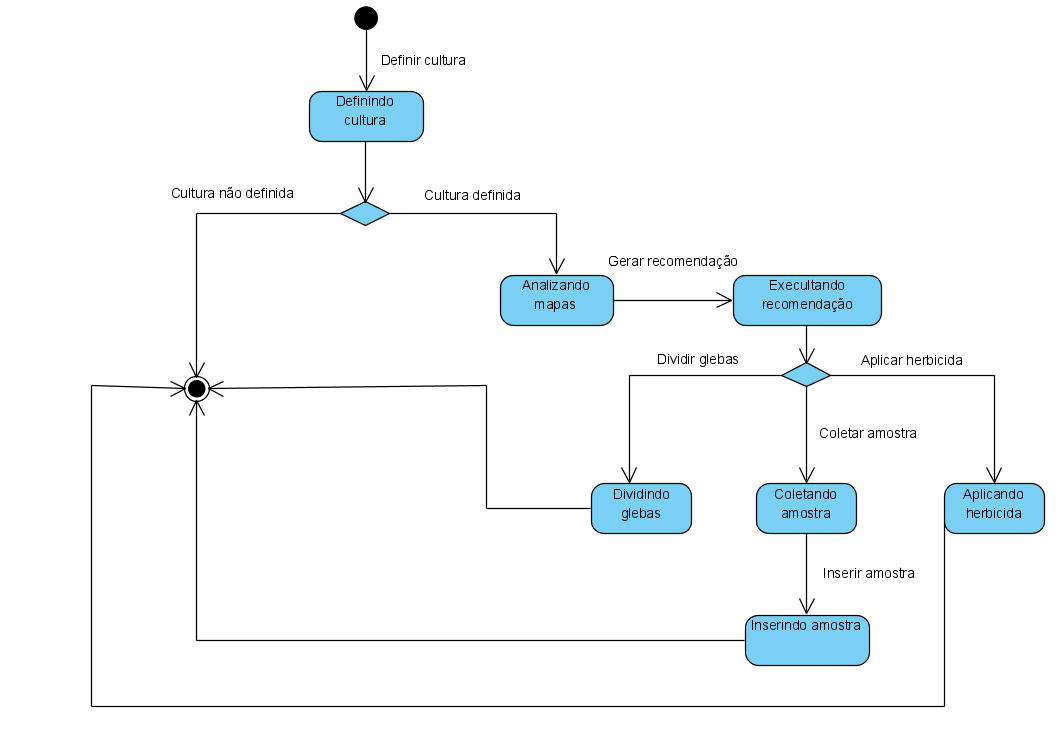 Definir cultura
Definindo
cultura
Cultura não definida
Cultura definida
Gerar recomendação
Analizando
mapas
Execultando
recomendação
Dividir glebas
Aplicar herbicida
Coletar amostra
Dividindo
glebas
Coletando
amostra
Aplicando
herbicida
Inserir amostra
Inserindo amostra